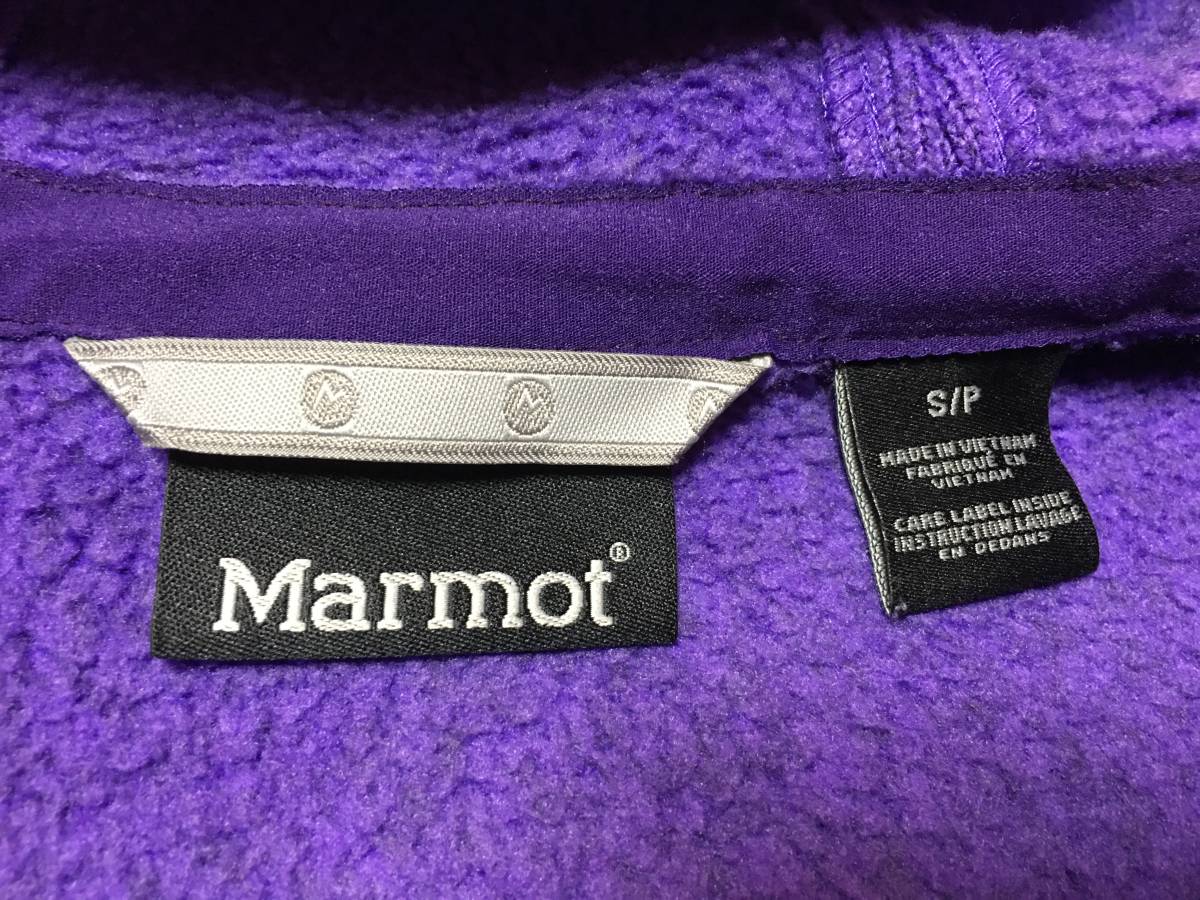 Marmot®
S/P
MADE IN VIETNAM
FABRIQUÉ EN
VIETNAM
CARE LABEL INSIDE
INSTRUCTION LAVAGE
EN DEDANS